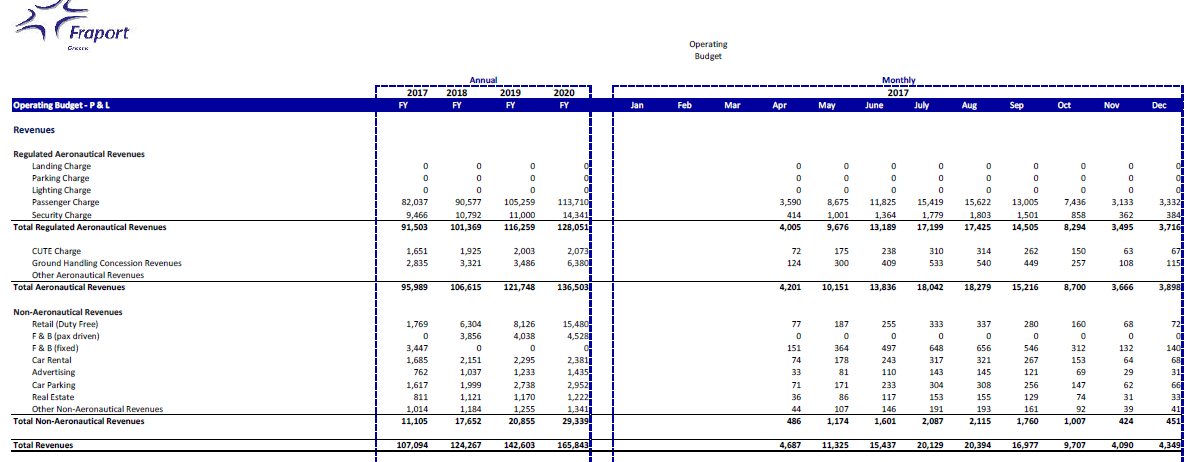 Fraport
Greece
Operating
Budget
Annual Monthly
2017 2018 2019 2020 2017
Operating Budget - P & L FY FY FY FY Jan Feb Mar Apr May June July Aug Sep Oct Nov Dec
Revenues
Regulated Aeronautical Revenues
Landing Charge 0 0 0 0 0 0 0 0 0 0 0 0 0
Parking Charge 0 0 0 0 0 0 0 0 0 0 0 0 0
Lighting Charge 0 0 0 0 0 0 0 0 0 0 0 0 0
Passenger Charge 82,037 90,577 105,259 113,710 3,590 8,675 11,825 15,419 15,622 13,005 7,436 3,133 3,332
Security Charge 9,466 10,792 11,000 14,341 414 1,001 1,364 1,779 1,803 1,501 858 362 384
Total Regulated Aeronautical Revenues 91,503 101,369 116,259 128,051 4,005 9,676 13,189 17,199 17,425 14,505 8,294 3,495 3,716
CUTE Charge 1,651 1,925 2,003 2,073 72 175 238 310 314 262 150 63 67
Ground Handling Concession Revenues 2,835 3,321 3,486 6,380 124 300 409 533 540 449 257 108 115
Other Aeronautical Revenues
Total Aeronautical Revenues 95,989 106,615 121,748 136,503 4,201 10,151 13,836 18,042 18,279 15,216 8,700 3,666 3,898
Non-Aeronautical Revenues
Retail (Duty Free) 1,769 6,304 8,126 15,480 77 187 255 333 337 280 160 68 72
F & B (pax driven) 0 3,856 4,038 4,528 0 0 0 0 0 0 0 0 0
F & B (fixed) 3,447 0 0 0 151 364 497 648 656 546 312 132 140
Car Rental 1,685 2,151 2,295 2,381 74 178 243 317 321 267 153 64 68
Advertising 762 1,037 1,233 1,435 33 81 110 143 145 121 69 29 31
Car Parking 1,617 1,999 2,738 2,952 71 171 233 304 308 256 147 62 66
Real Estate 811 1,121 1,170 1,222 36 86 117 153 155 129 74 31 33
Other Non-Aeronautical Revenues 1,014 1,184 1,255 1,341 44 107 146 191 193 161 92 39 41
Total Non-Aeronautical Revenues 11,105 17,652 20,855 29,339 486 1,174 1,601 2,087 2,115 1,760 1,007 424 451
Total Revenues 107,094 124,267 142,603 165,843 4,687 11,325 15,437 20,129 20,394 16,977 9,707 4,090 4,349